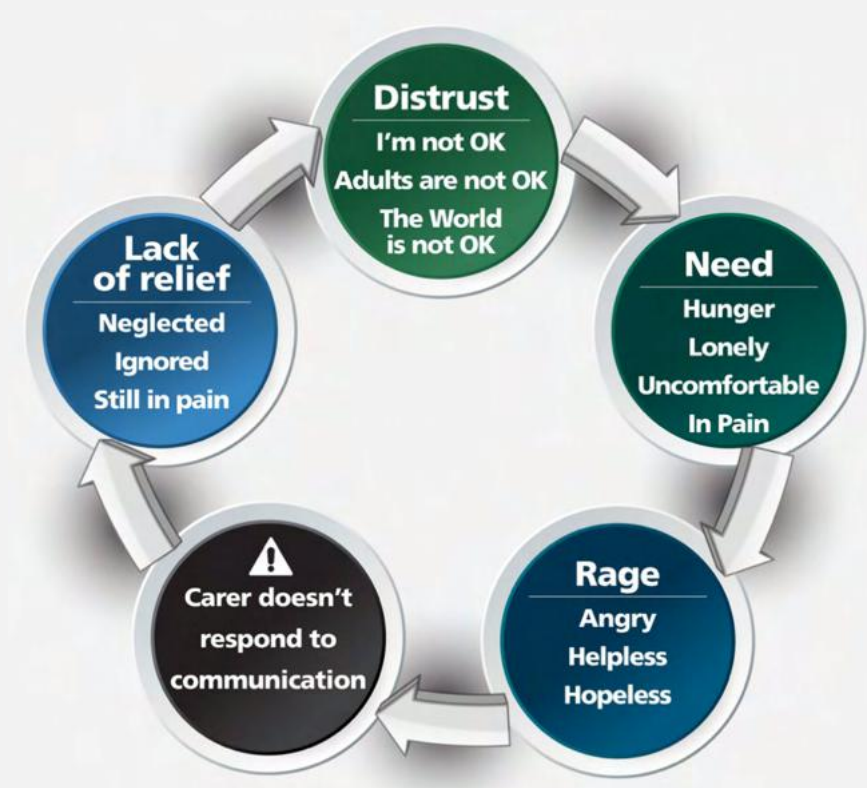 Distrust
I'm not OK
Adults are not OK
The World
is not OK
Need
Hunger
Lonely
Uncomfortable
In Pain
Rage
Angry
Helpless
Hopeless
Carer doesn't
respond to
communication
Lack
of relief
Neglected
Ignored
Still in pain